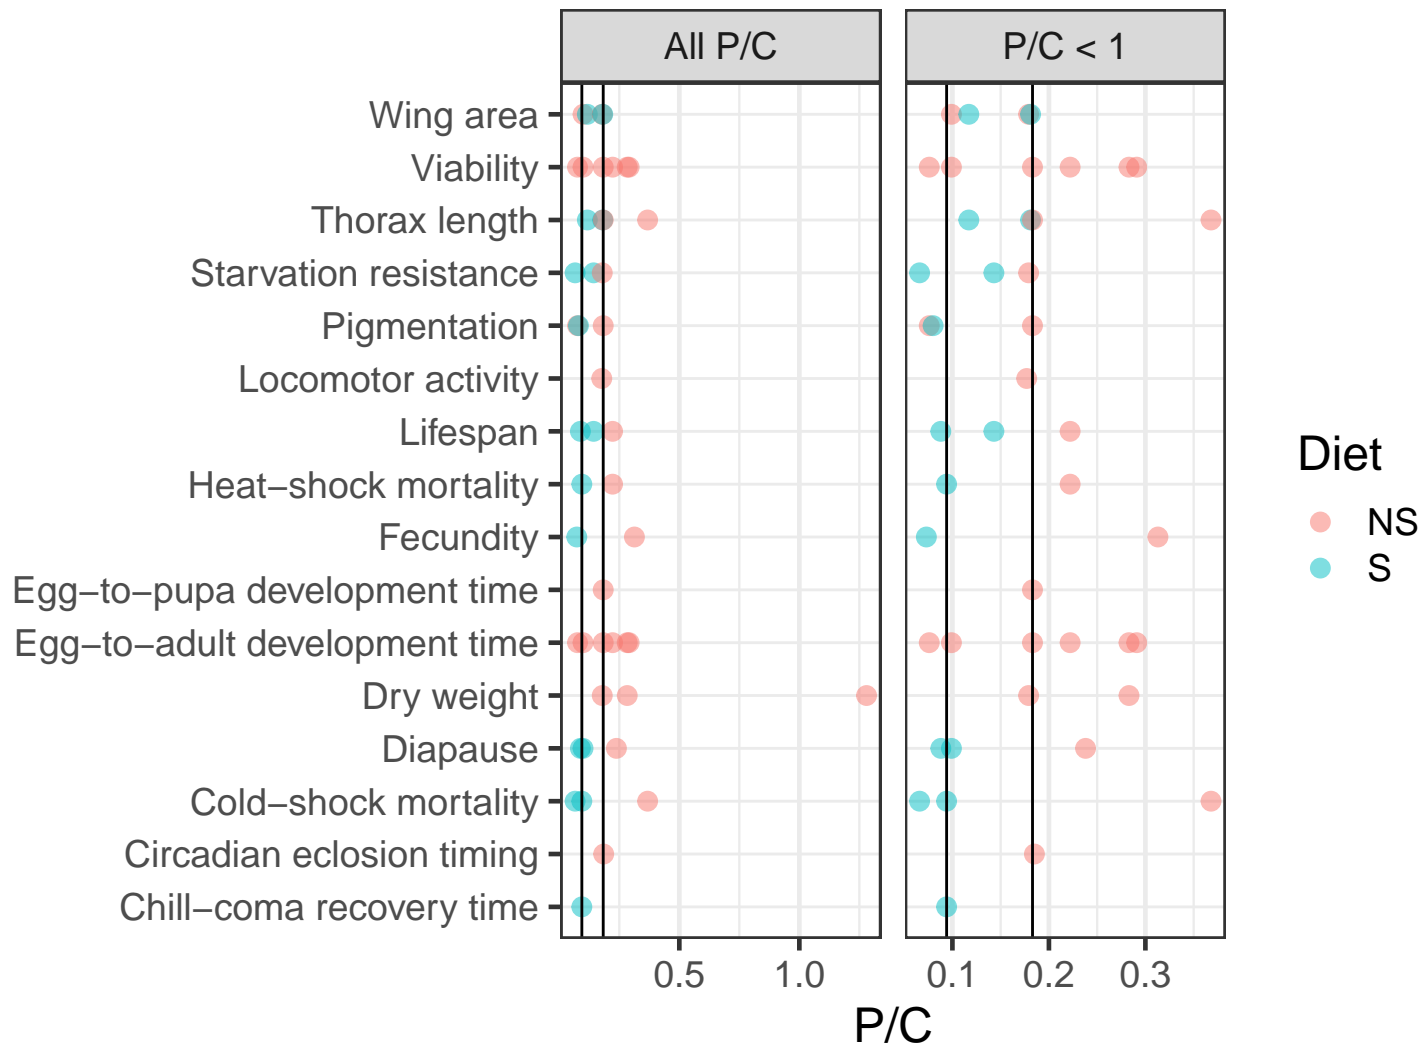 All P/C
P/C < 1
Wing area
Viability
Thorax length
Starvation resistance
Pigmentation
Locomotor activity
Lifespan
Heat−shock mortality
Fecundity
Egg−to−pupa development time
Egg−to−adult development time
Dry weight
Diapause
Cold−shock mortality
Circadian eclosion timing
Chill−coma recovery time
0.5 1.0
0.1 0.2 0.3
P/C
Diet
NS
S